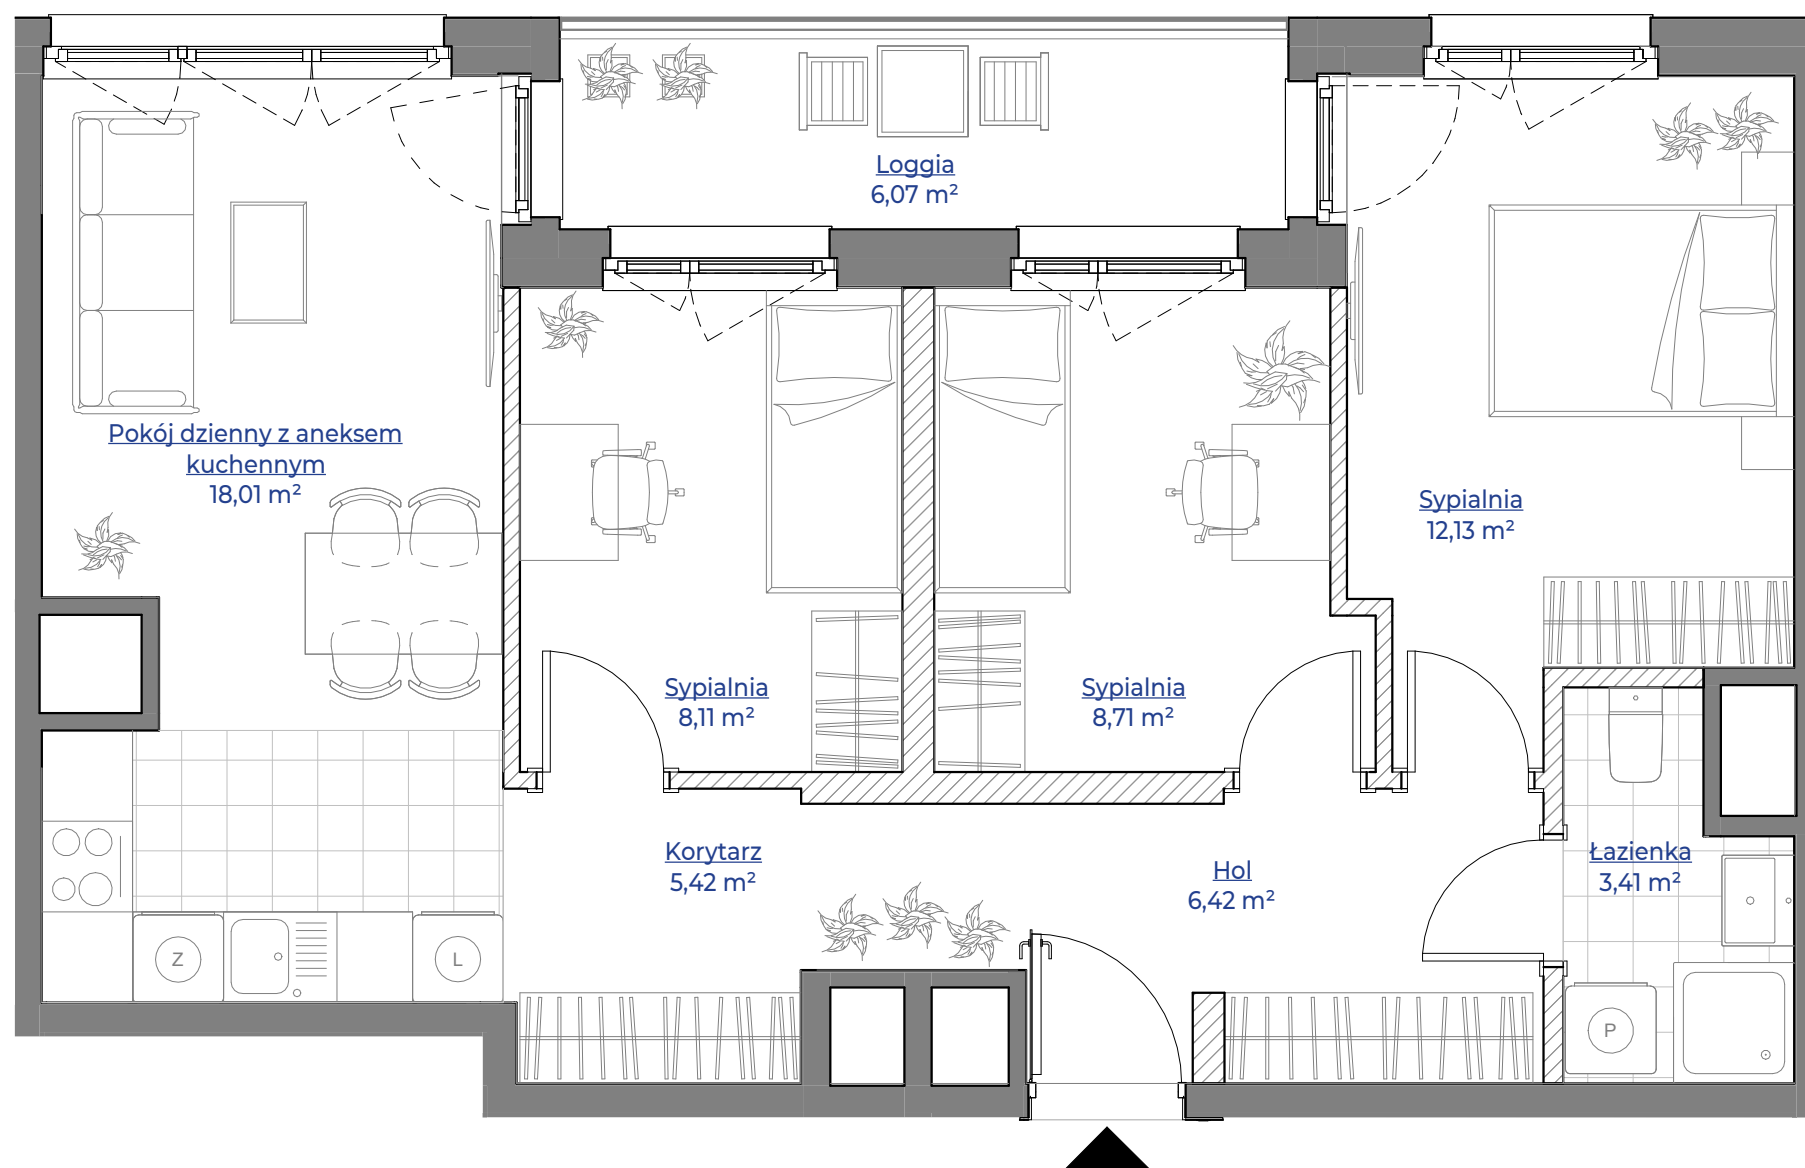 Loggia
6,07 m²
Pokój dzienny z aneksem
kuchennym
18,01 m²
Sypialnia
12,13 m²
Sypialnia
8,11 m²
Sypialnia
8,71 m²
Korytarz
5,42 m²
Hol
6,42 m²
Łazienka
3,41 m²
Z
L
P